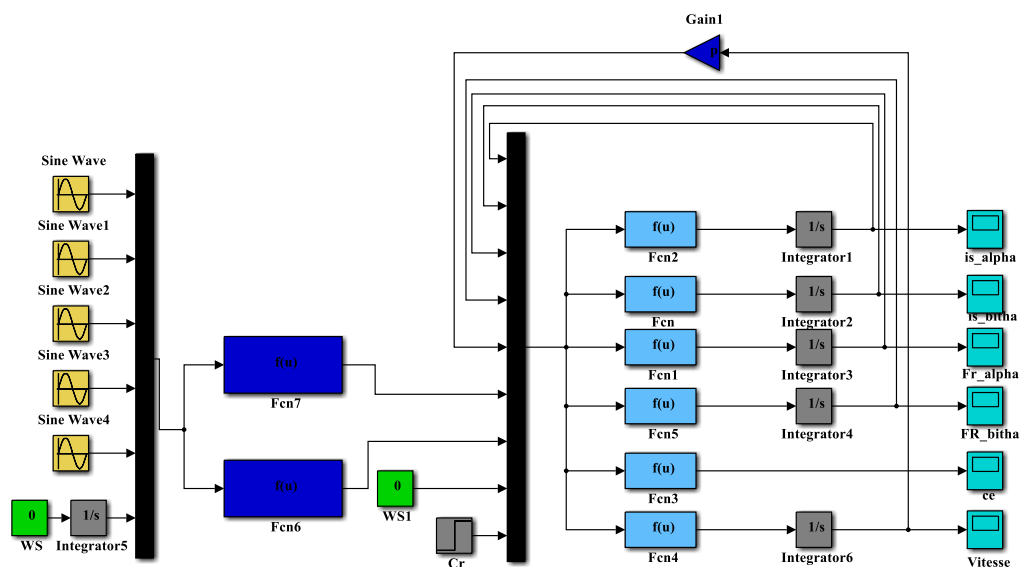 Gain1
p
Sine Wave
Sine Wave1
Sine Wave2
Sine Wave3
Sine Wave4
0
WS
1/s
Integrator5
f(u)
Fcn7
f(u)
Fcn6
0
WS1
Cr
f(u)
Fcn2
1/s
Integrator1
is_alpha
f(u)
Fcn
1/s
Integrator2
is_bitha
f(u)
Fcn1
1/s
Integrator3
Fr_alpha
f(u)
Fcn5
1/s
Integrator4
FR_bitha
f(u)
Fcn3
ce
f(u)
Fcn4
1/s
Integrator6
Vitesse